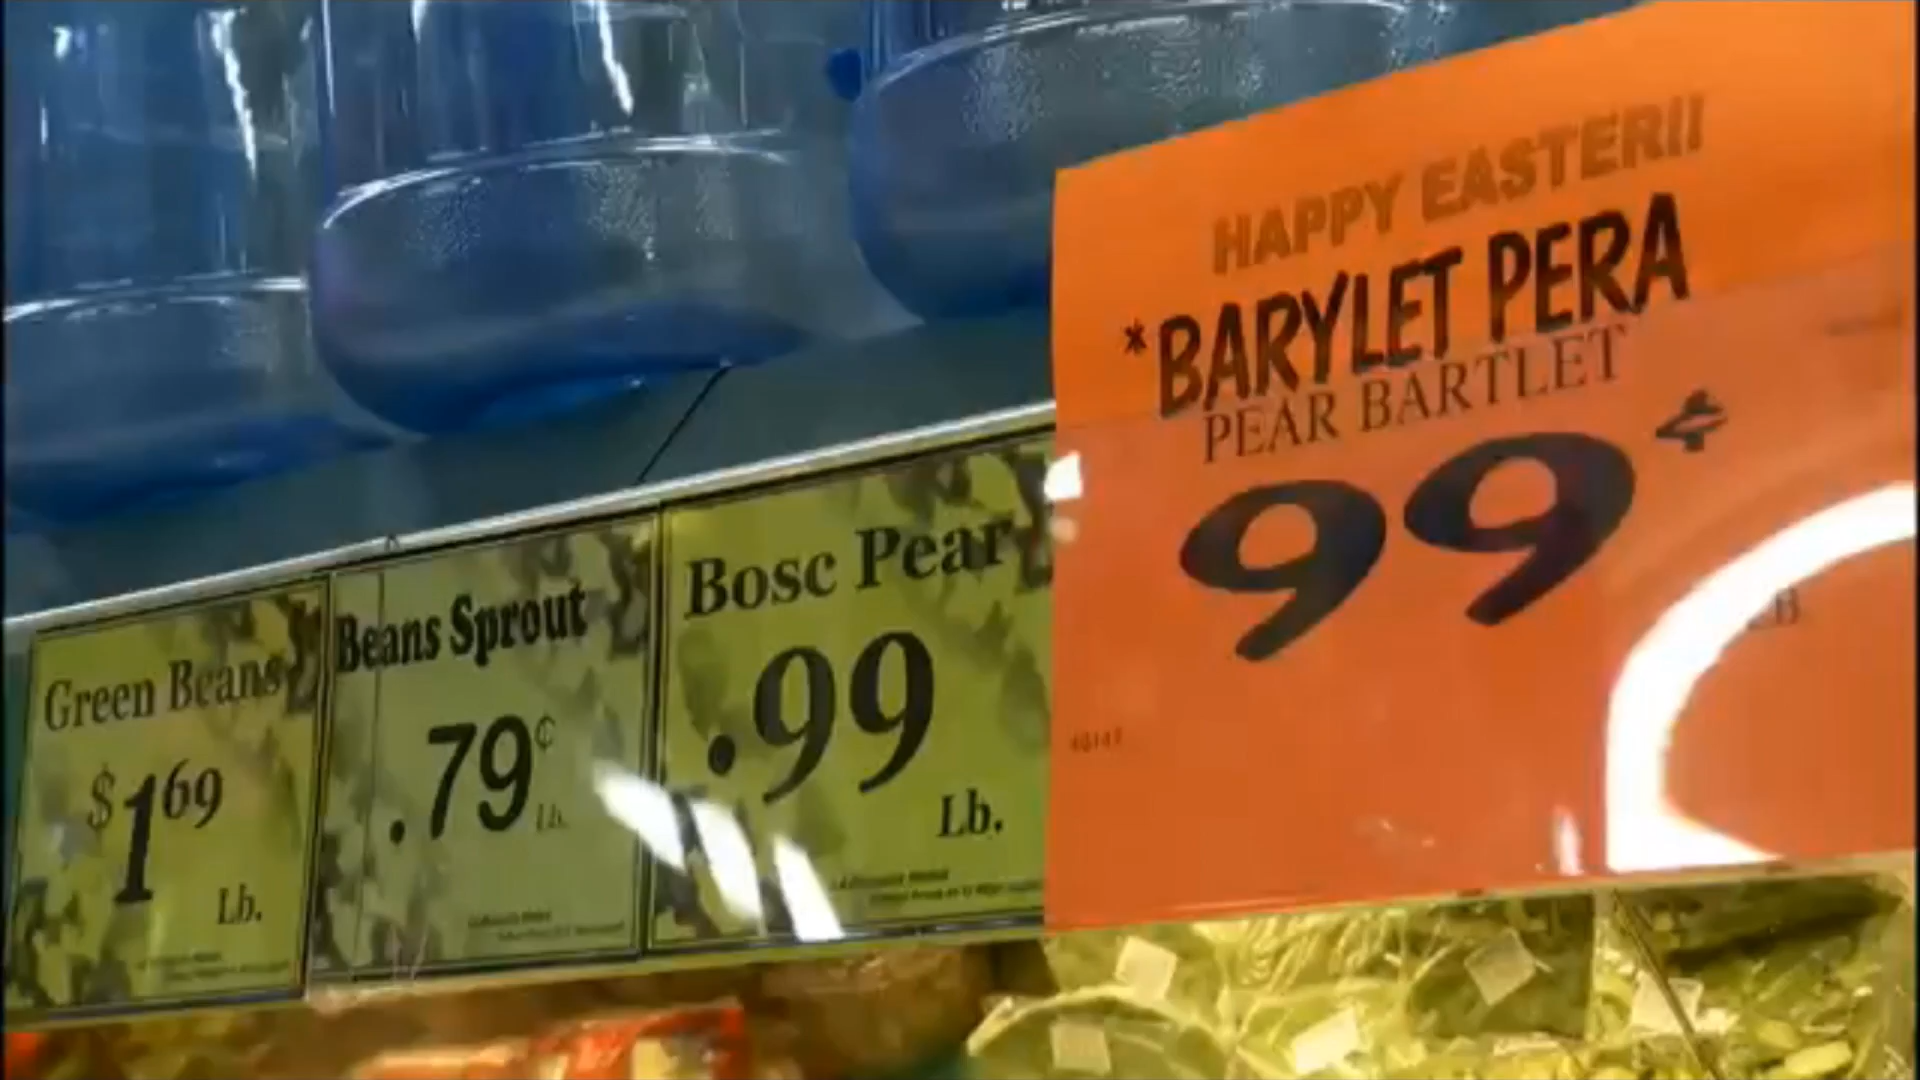 HAPPY EASTER!!
*BARYLET PERA
PEAR BARTLET
99¢
Green Beans
$1 69
Lb.
Beans Sprout
.79¢
Lb.
Bosc Pear
.99
Lb.